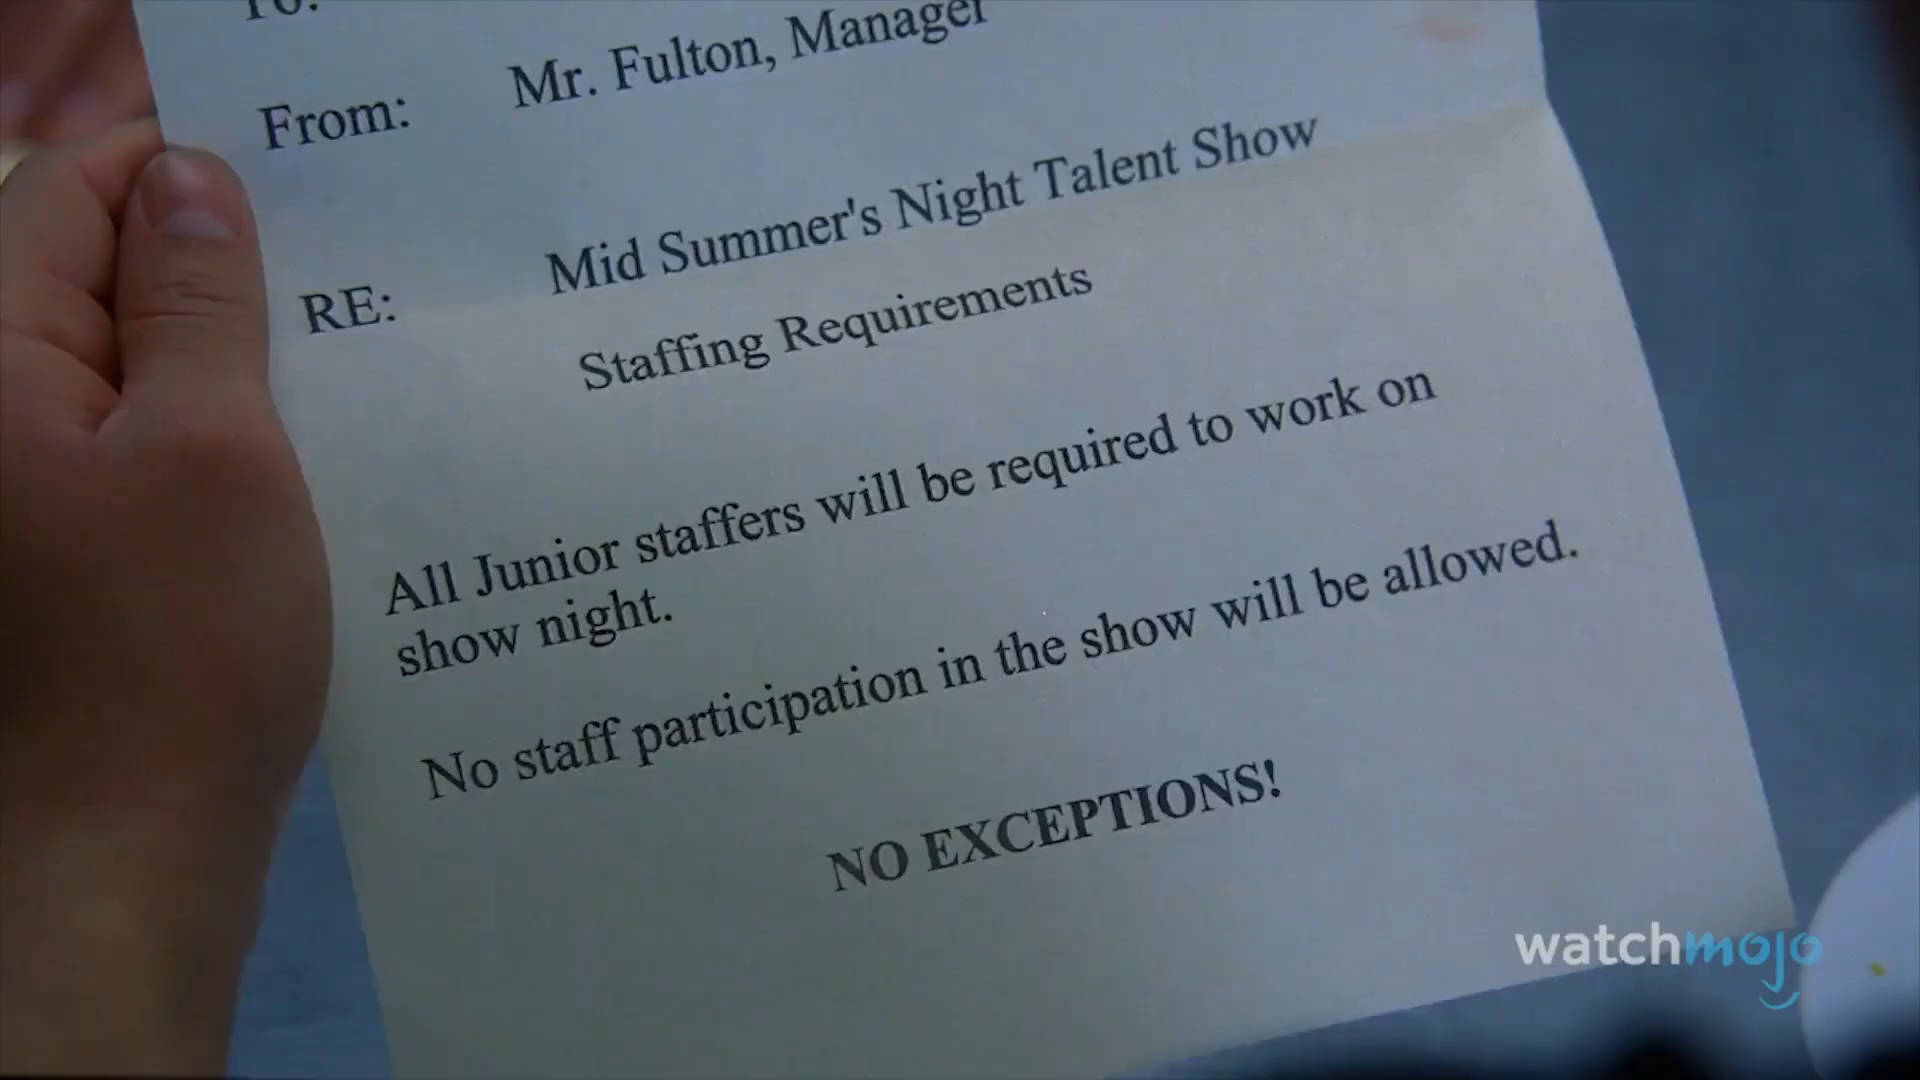 To:
From: Mr. Fulton, Manager
RE: Mid Summer's Night Talent Show
Staffing Requirements
All Junior staffers will be required to work on
show night.
No staff participation in the show will be allowed.
NO EXCEPTIONS!
watchmojo